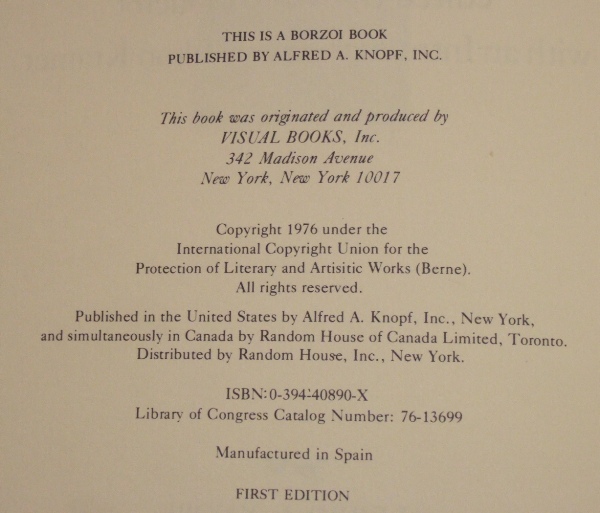 THIS IS A BORZOI BOOK
PUBLISHED BY ALFRED A. KNOPF, INC.
This book was originated and produced by
VISUAL BOOKS, Inc.
342 Madison Avenue
New York, New York 10017
Copyright 1976 under the
International Copyright Union for the
Protection of Literary and Artisitic Works (Berne).
All rights reserved.
Published in the United States by Alfred A. Knopf, Inc., New York,
and simultaneously in Canada by Random House of Canada Limited, Toronto.
Distributed by Random House, Inc., New York.
ISBN:0-394-40890-X
Library of Congress Catalog Number: 76-13699
Manufactured in Spain
FIRST EDITION